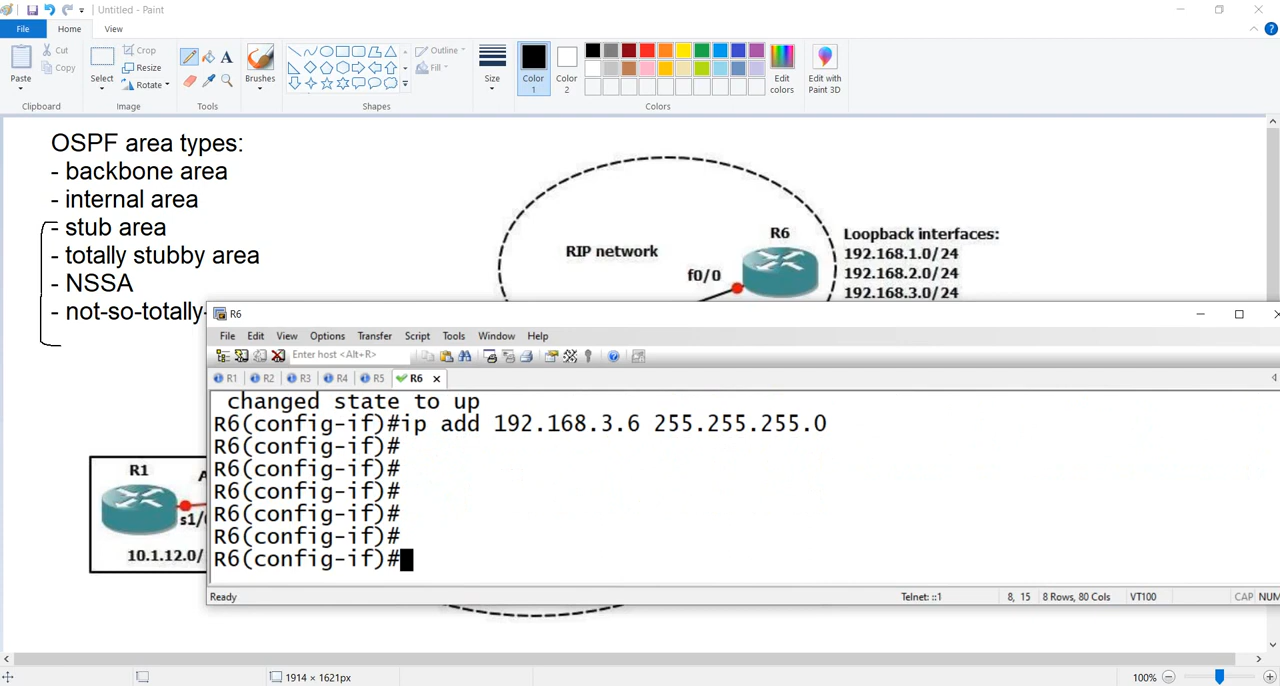 Untitled - Paint
File Home View
Paste
Cut
Copy
Clipboard
Select
Crop
Resize
Rotate
Image
Tools
Brushes
Shapes
Outline
Fill
Size
Color
1
Color
2
Colors
Edit
colors
Edit with
Paint 3D
OSPF area types:
- backbone area
- internal area
- stub area
- totally stubby area
- NSSA
- not-so-totally-
RIP network
R6
f0/0
Loopback interfaces:
192.168.1.0/24
192.168.2.0/24
192.168.3.0/24
R6
File Edit View Options Transfer Script Tools Window Help
Enter host <Alt+R>
R1 R2 R3 R4 R5 R6
changed state to up
R6(config-if)#ip add 192.168.3.6 255.255.255.0
R6(config-if)#
R6(config-if)#
R6(config-if)#
R6(config-if)#
R6(config-if)#
R6(config-if)#
Ready
Telnet: ::1 8, 15 8 Rows, 80 Cols VT100 CAP NUM
R1
A
s1/
10.1.12.0/
1914 × 1621px
100%